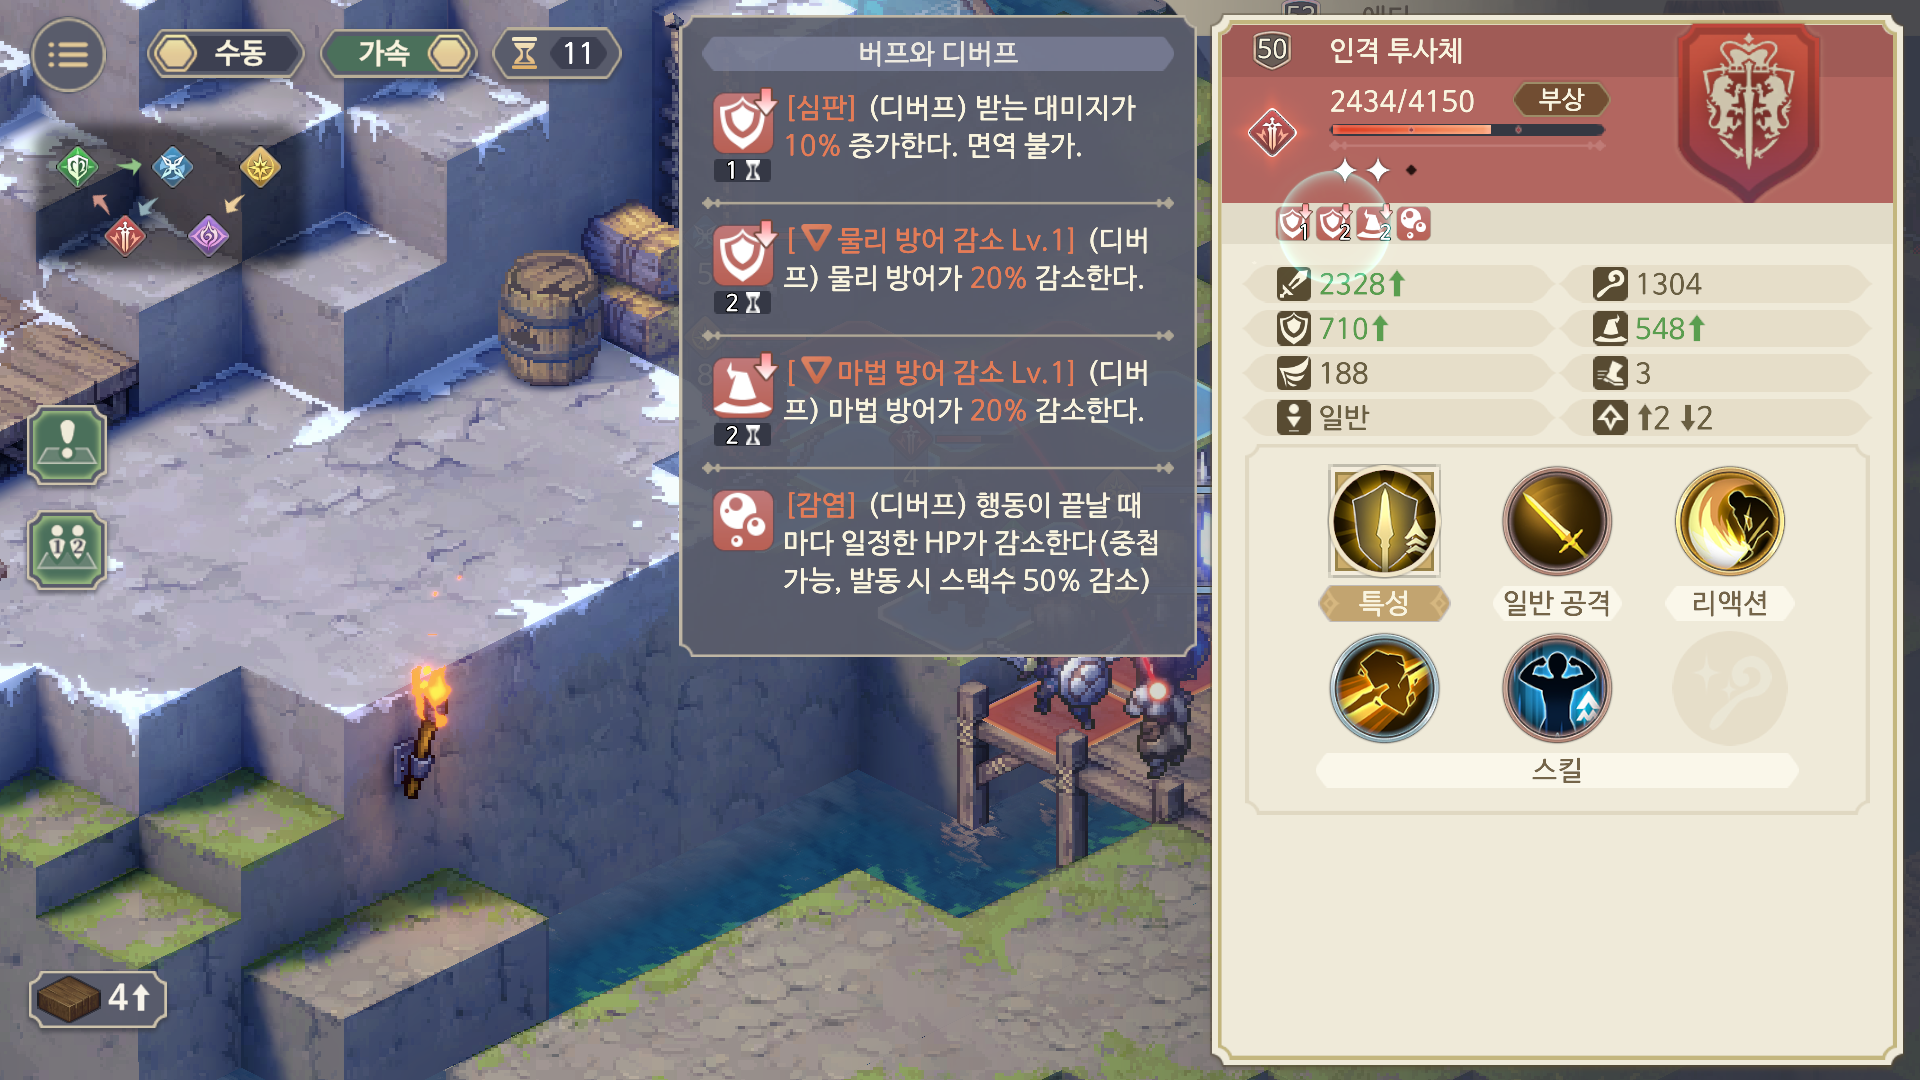 수동
가속
11
버프와 디버프
[심판] (디버프) 받는 대미지가
10% 증가한다. 면역 불가.
1
[▽물리 방어 감소 Lv.1] (디버
프) 물리 방어가 20% 감소한다.
2
[▽마법 방어 감소 Lv.1] (디버
프) 마법 방어가 20% 감소한다.
2
[감염] (디버프) 행동이 끝날 때
마다 일정한 HP가 감소한다(중첩
가능, 발동 시 스택수 50% 감소)
50 인격 투사체
2434/4150 부상
1 2 2
2328↑ 1304
710↑ 548↑
188 3
일반 ↑2 ↓2
특성 일반 공격 리액션
스킬
1 2
4↑